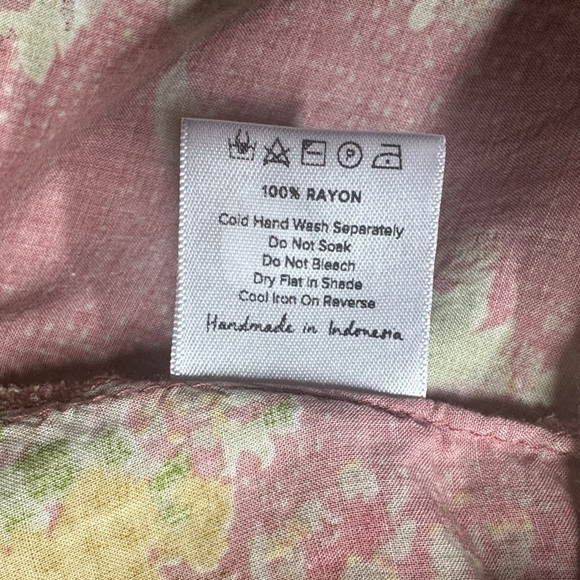 P
100% RAYON
Cold Hand Wash Separately
Do Not Soak
Do Not Bleach
Dry Flat in Shade
Cool Iron On Reverse
Handmade in Indonesia